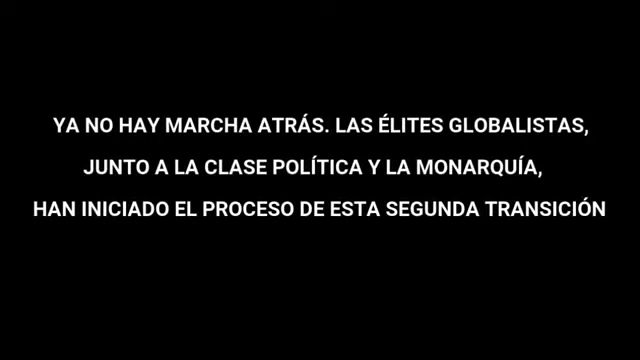 YA NO HAY MARCHA ATRÁS. LAS ÉLITES GLOBALISTAS,
JUNTO A LA CLASE POLÍTICA Y LA MONARQUÍA,
HAN INICIADO EL PROCESO DE ESTA SEGUNDA TRANSICIÓN